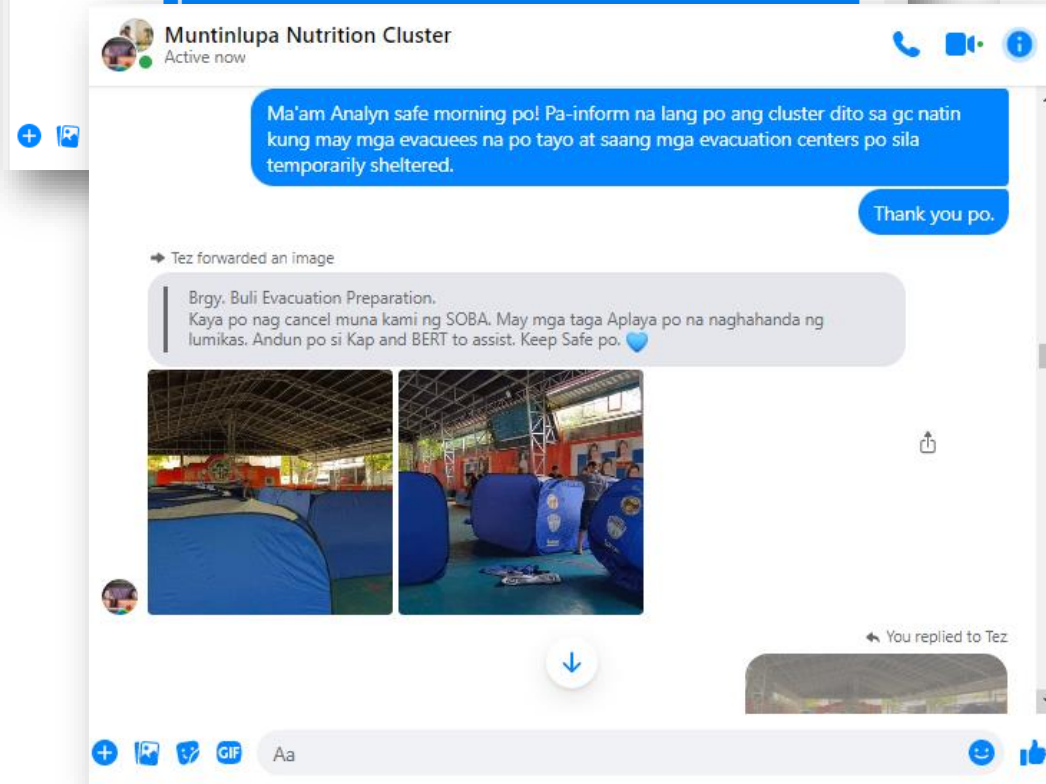 Muntinlupa Nutrition Cluster
Active now
Ma'am Analyn safe morning po! Pa-inform na lang po ang cluster dito sa gc natin
kung may mga evacuees na po tayo at saang mga evacuation centers po sila
temporarily sheltered.
Thank you po.
Tez forwarded an image
Brgy. Buli Evacuation Preparation.
Kaya po nag cancel muna kami ng SOBA. May mga taga Aplaya po na naghahanda ng
lumikas. Andun po si Kap and BERT to assist. Keep Safe po. 💙
You replied to Tez
GIF
Aa